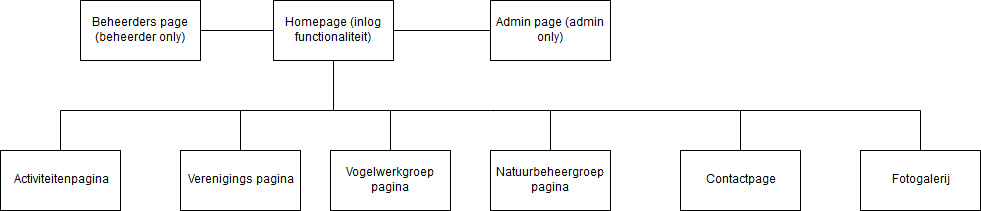 Beheerders page
(beheerder only)
Homepage (inlog
functionaliteit)
Admin page (admin
only)
Activiteitenpagina
Verenigings pagina
Vogelwerkgroep
pagina
Natuurbeheergroep
pagina
Contactpage
Fotogalerij